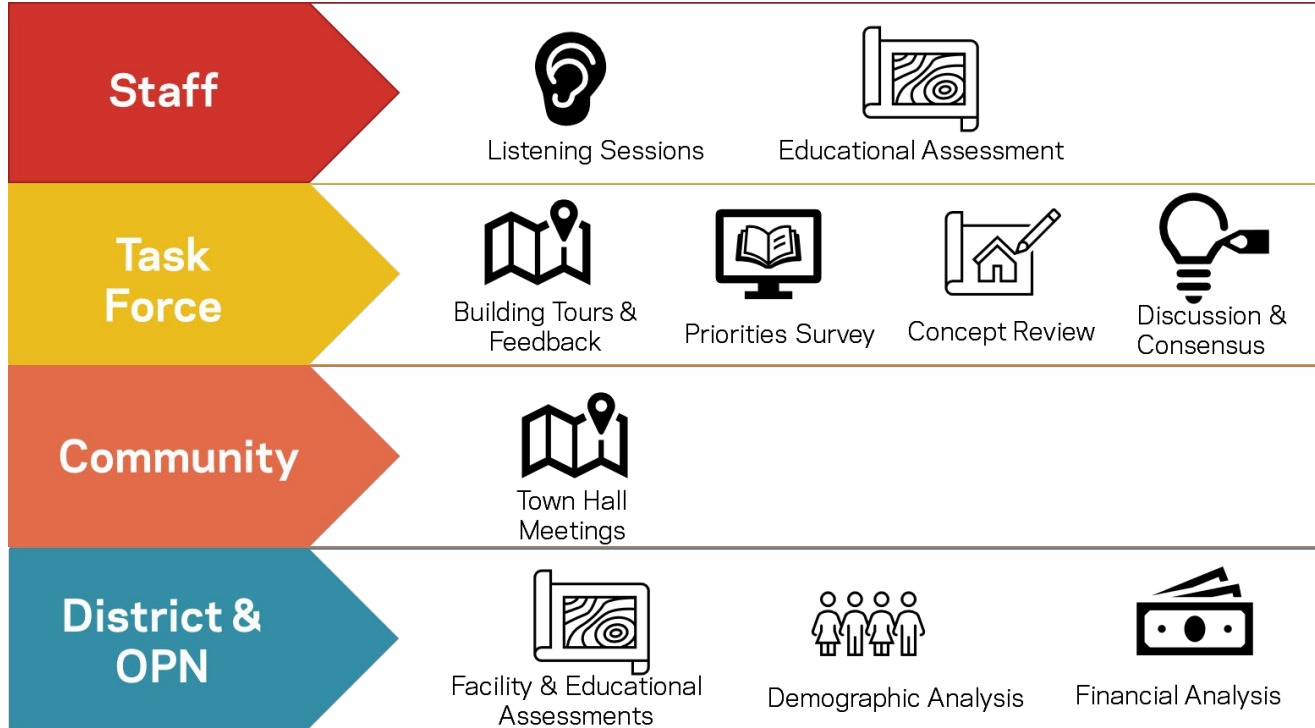 Staff
Listening Sessions
Educational Assessment
Task
Force
Building Tours &
Feedback
Priorities Survey
Concept Review
Discussion &
Consensus
Community
Town Hall
Meetings
District &
OPN
Facility & Educational
Assessments
Demographic Analysis
Financial Analysis